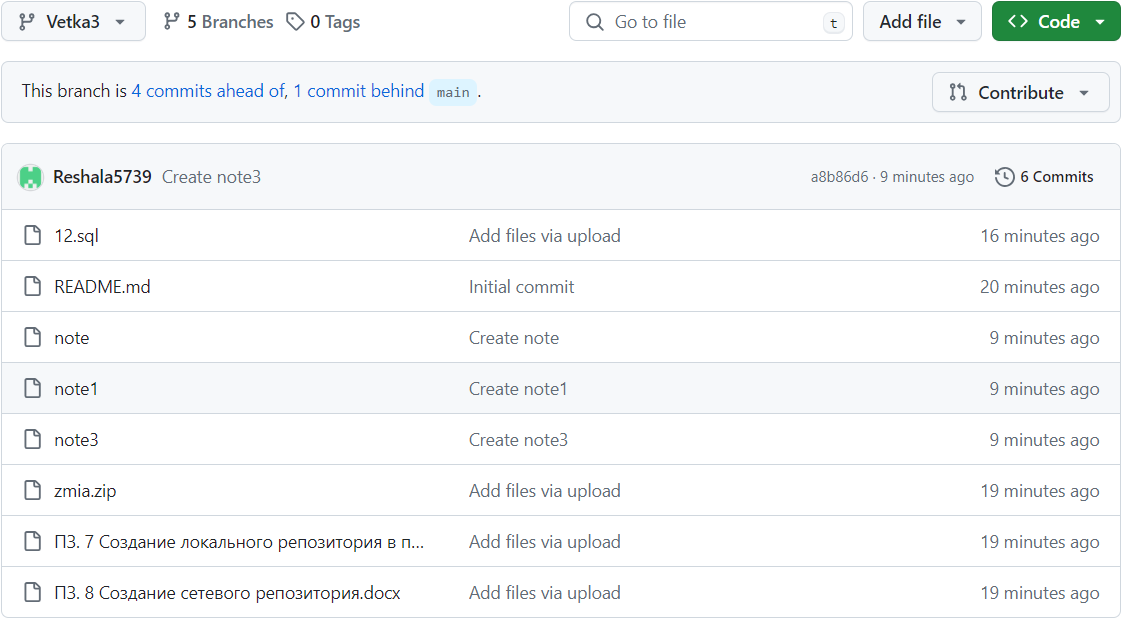 Vetka3 5 Branches 0 Tags Go to file t Add file Code
This branch is 4 commits ahead of, 1 commit behind main . Contribute
Reshala5739 Create note3 a8b86d6 · 9 minutes ago 6 Commits
12.sql Add files via upload 16 minutes ago
README.md Initial commit 20 minutes ago
note Create note 9 minutes ago
note1 Create note1 9 minutes ago
note3 Create note3 9 minutes ago
zmia.zip Add files via upload 19 minutes ago
ПЗ. 7 Создание локального репозитория в п... Add files via upload 19 minutes ago
ПЗ. 8 Создание сетевого репозитория.docx Add files via upload 19 minutes ago